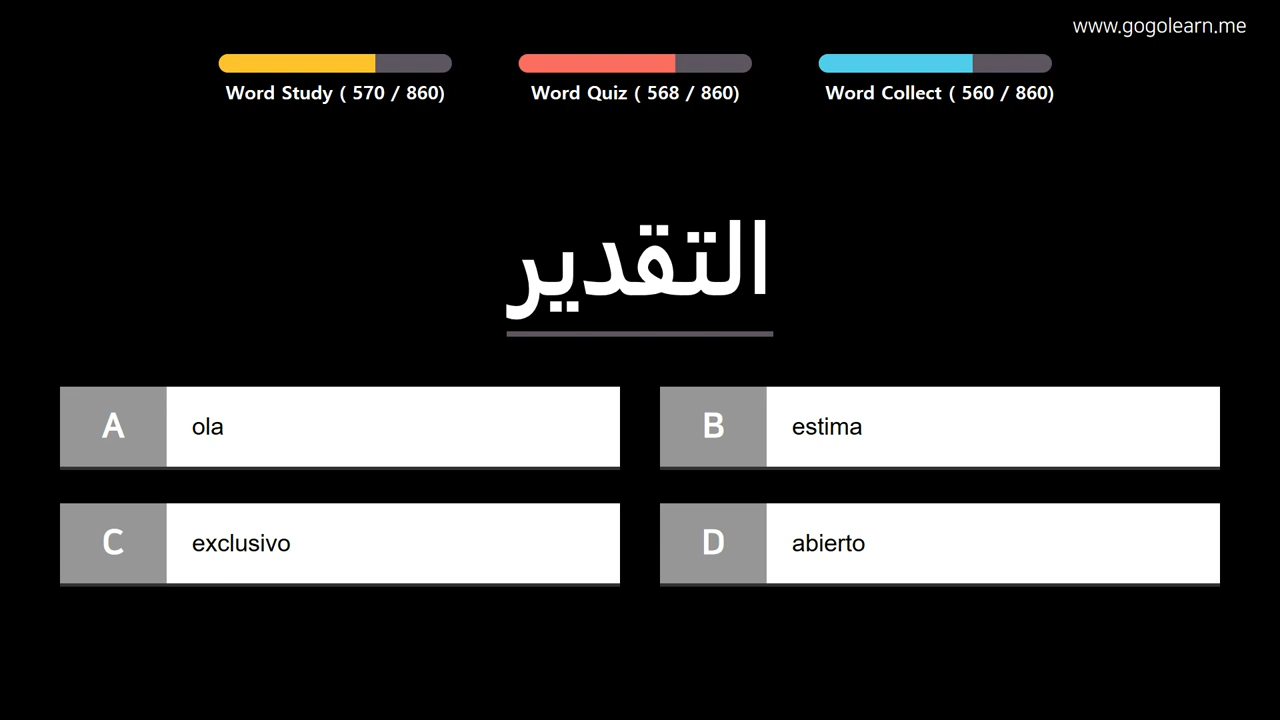 www.gogolearn.me
Word Study ( 570 / 860)
Word Quiz ( 568 / 860)
Word Collect ( 560 / 860)
التقدير
A ola
B estima
C exclusivo
D abierto